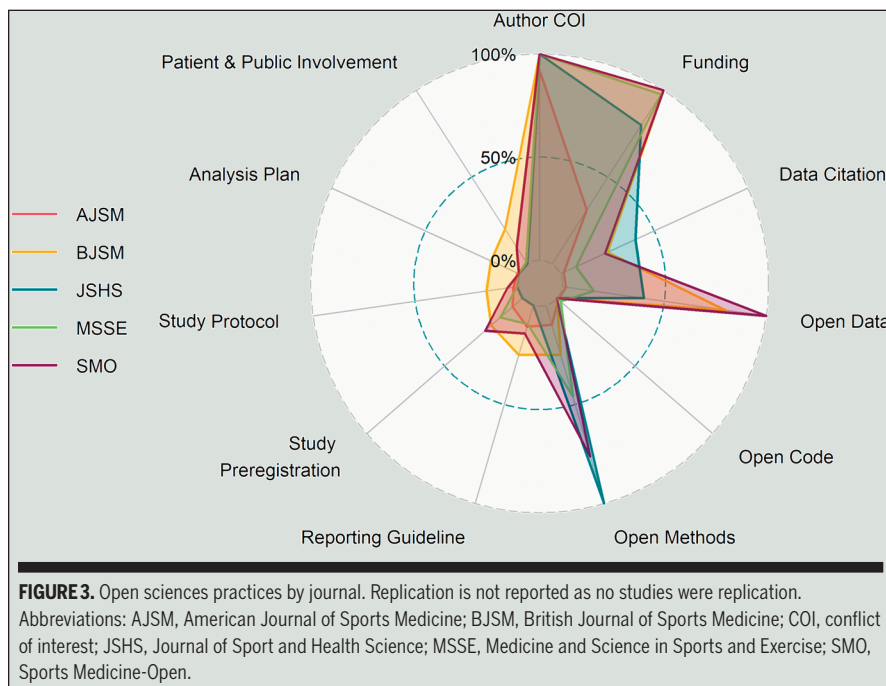 Author COI
100%
Patient & Public Involvement
Funding
50%
Analysis Plan
Data Citation
AJSM
BJSM
0%
JSHS
MSSE
Study Protocol
Open Data
SMO
Study
Preregistration
Open Code
Reporting Guideline
Open Methods
FIGURE 3. Open sciences practices by journal. Replication is not reported as no studies were replication.
Abbreviations: AJSM, American Journal of Sports Medicine; BJSM, British Journal of Sports Medicine; COI, conflict
of interest; JSHS, Journal of Sport and Health Science; MSSE, Medicine and Science in Sports and Exercise; SMO,
Sports Medicine-Open.